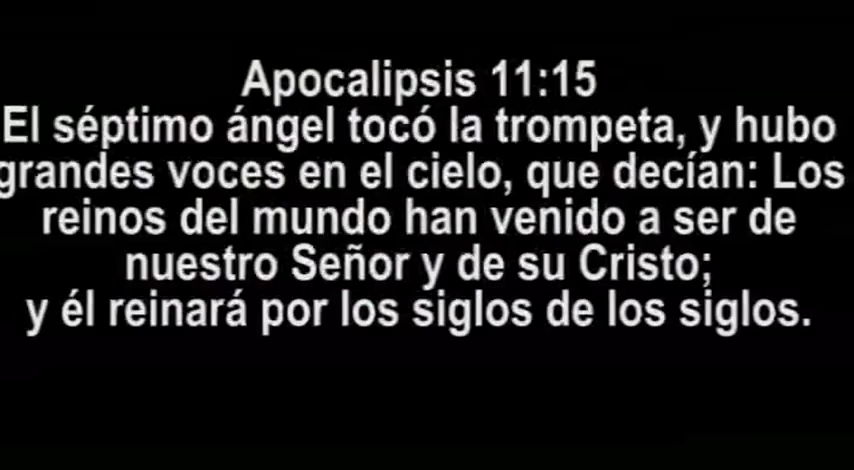 Apocalipsis 11:15
El séptimo ángel tocó la trompeta, y hubo
grandes voces en el cielo, que decían: Los
reinos del mundo han venido a ser de
nuestro Señor y de su Cristo;
y él reinará por los siglos de los siglos.